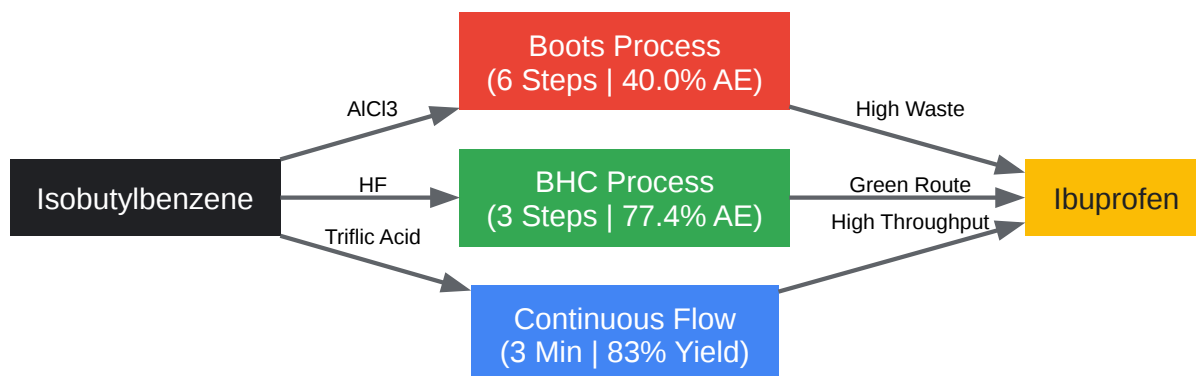 Boots Process
(6 Steps | 40.0% AE)
AlCl3
High Waste
Isobutylbenzene
HF
BHC Process
(3 Steps | 77.4% AE)
Green Route
Ibuprofen
Triflic Acid
High Throughput
Continuous Flow
(3 Min | 83% Yield)